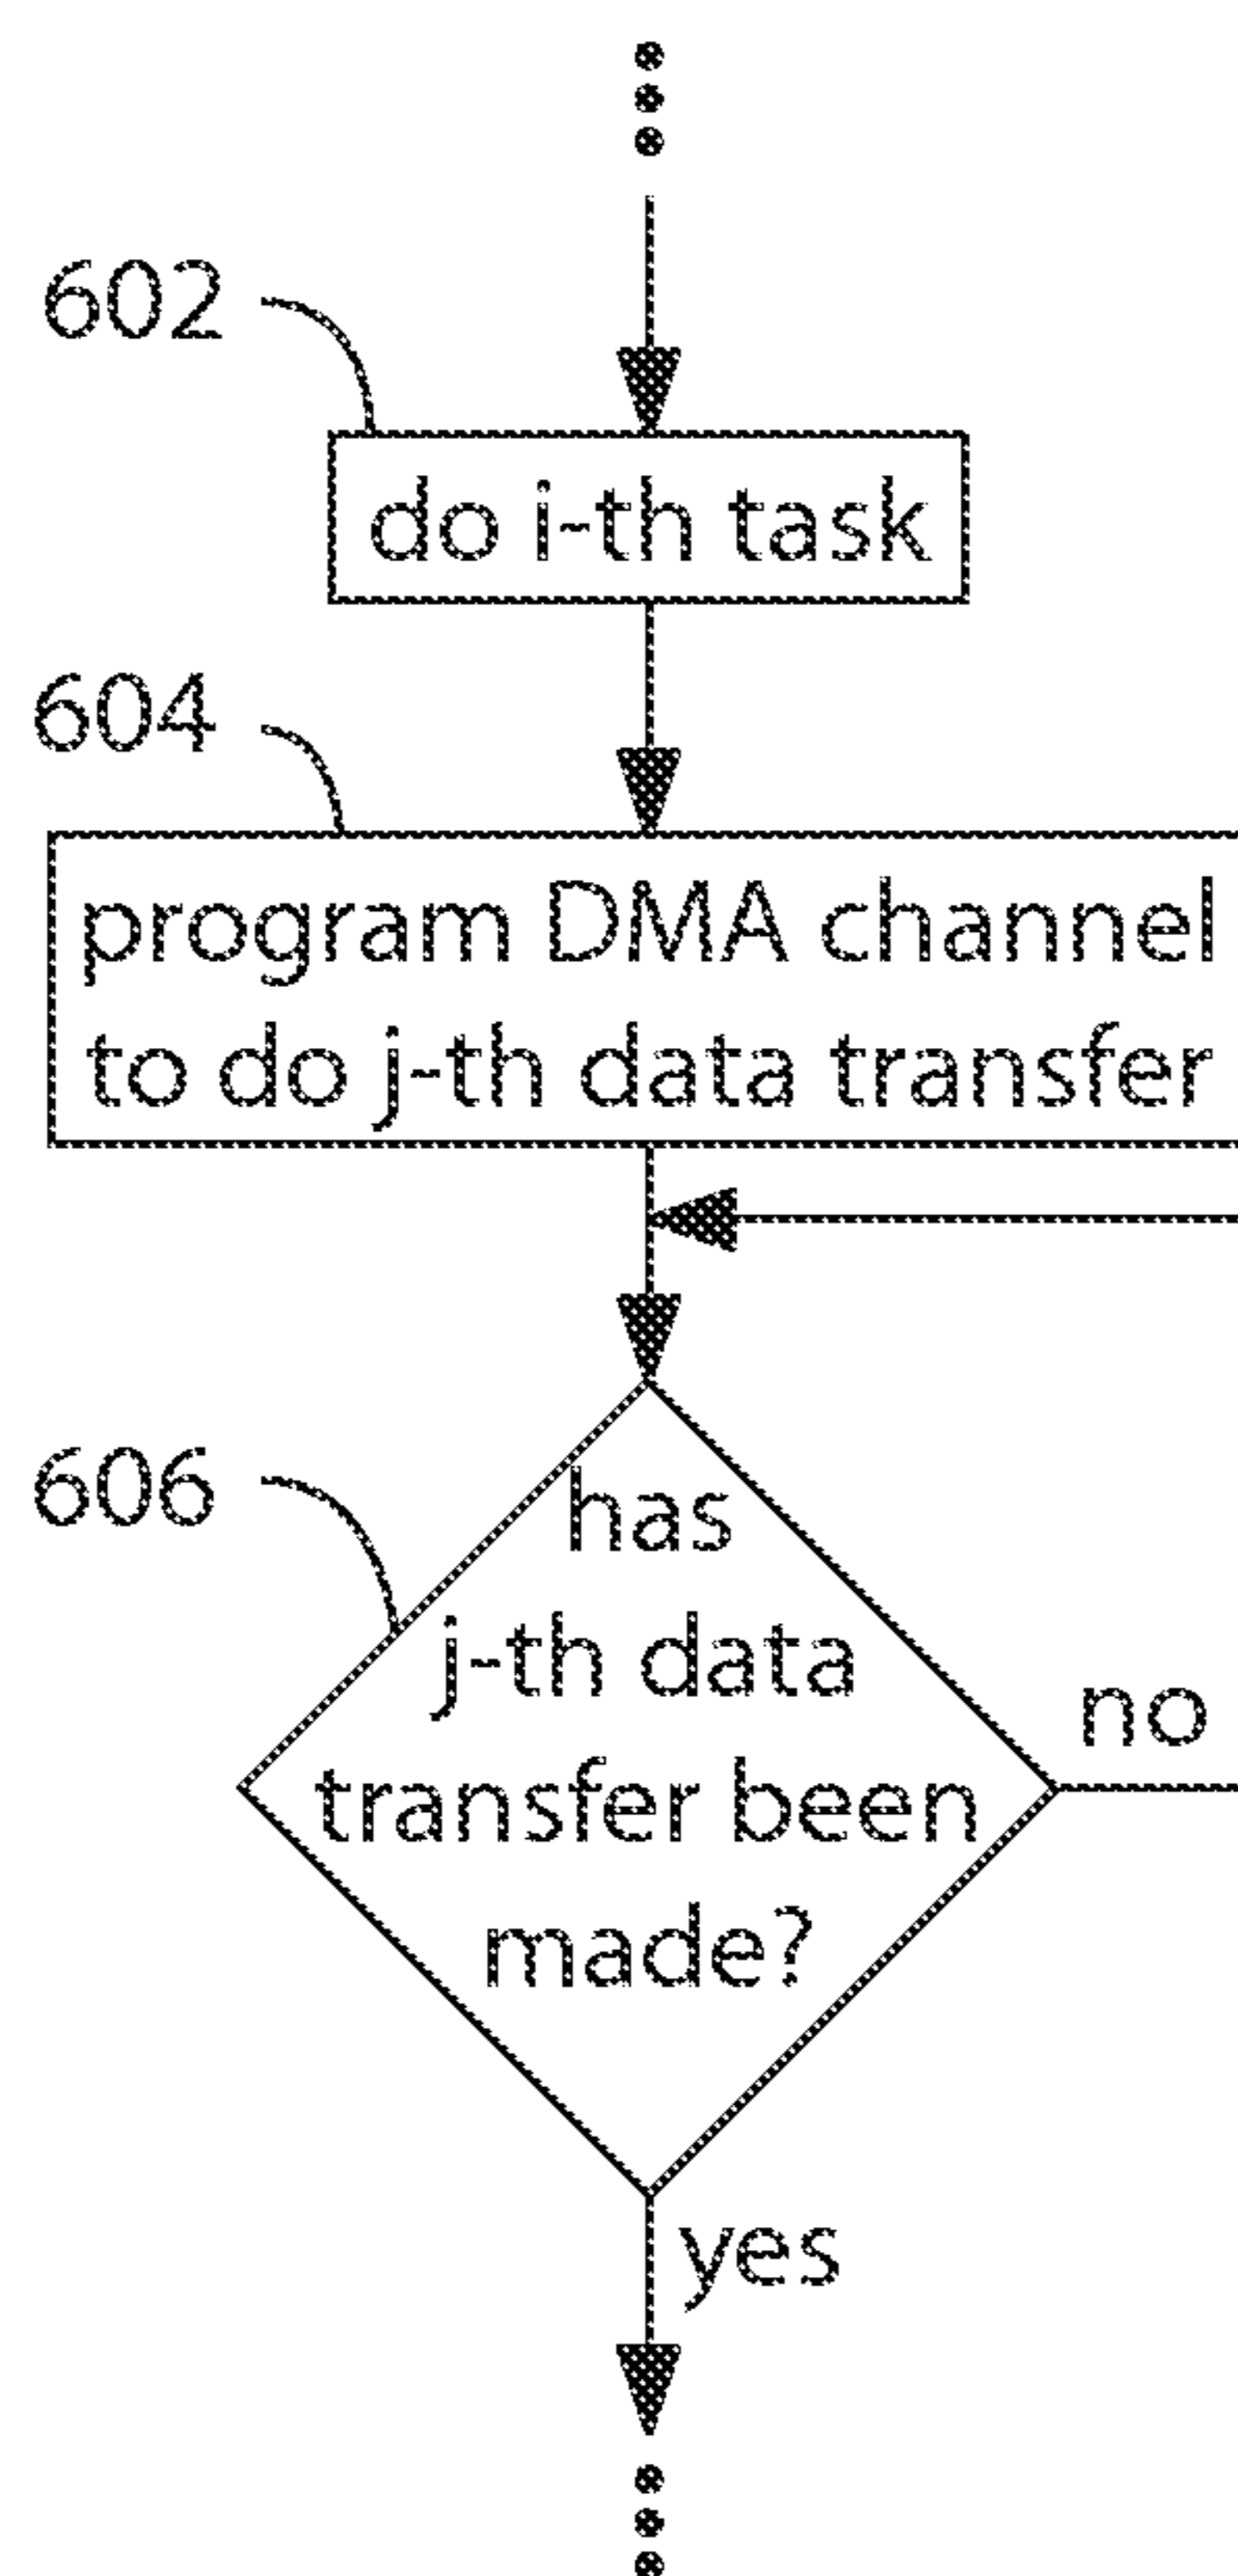 602
do i-th task
604
program DMA channel
to do j-th data transfer
606
has
j-th data
transfer been
made?
no
yes